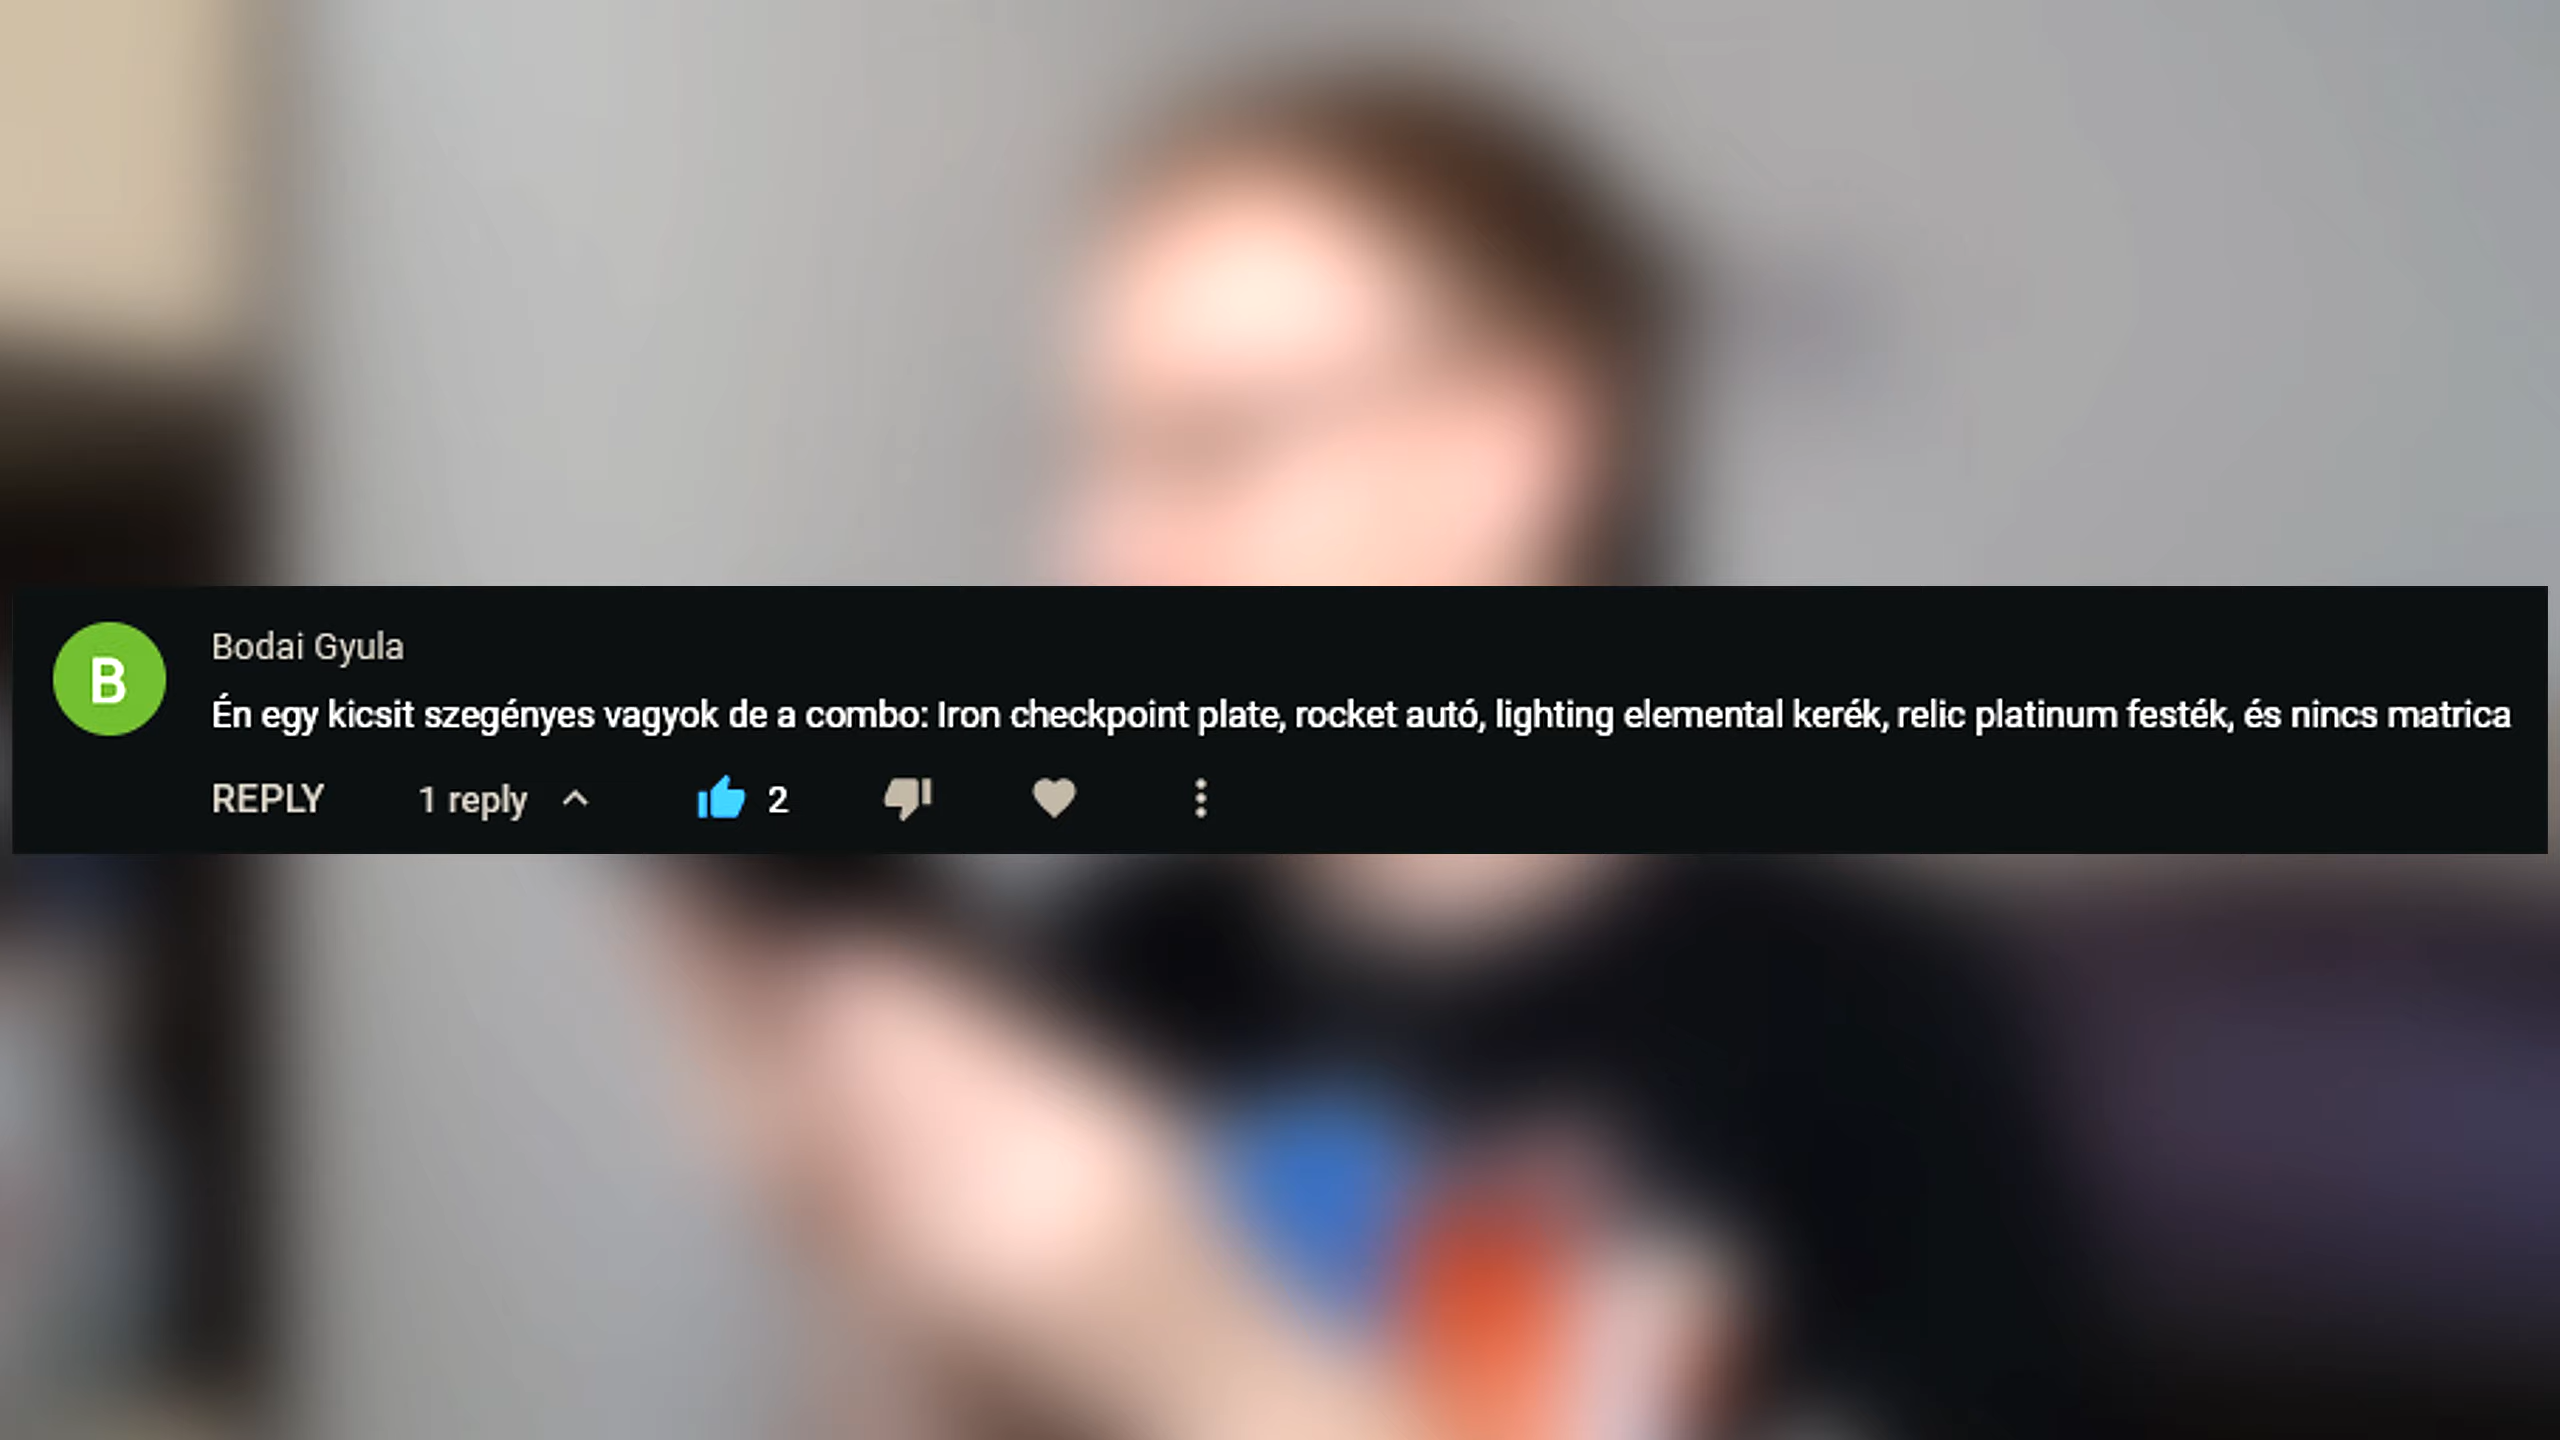 B
Bodai Gyula
Én egy kicsit szegényes vagyok de a combo: Iron checkpoint plate, rocket autó, lighting elemental kerék, relic platinum festék, és nincs matrica
REPLY 1 reply 2